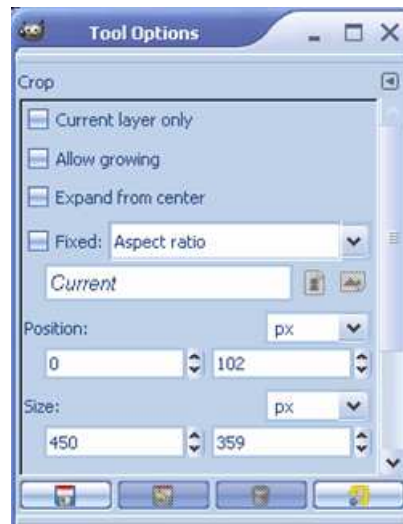 Tool Options
Crop
Current layer only
Allow growing
Expand from center
Fixed: Aspect ratio
Current
Position: px
0 102
Size: px
450 359